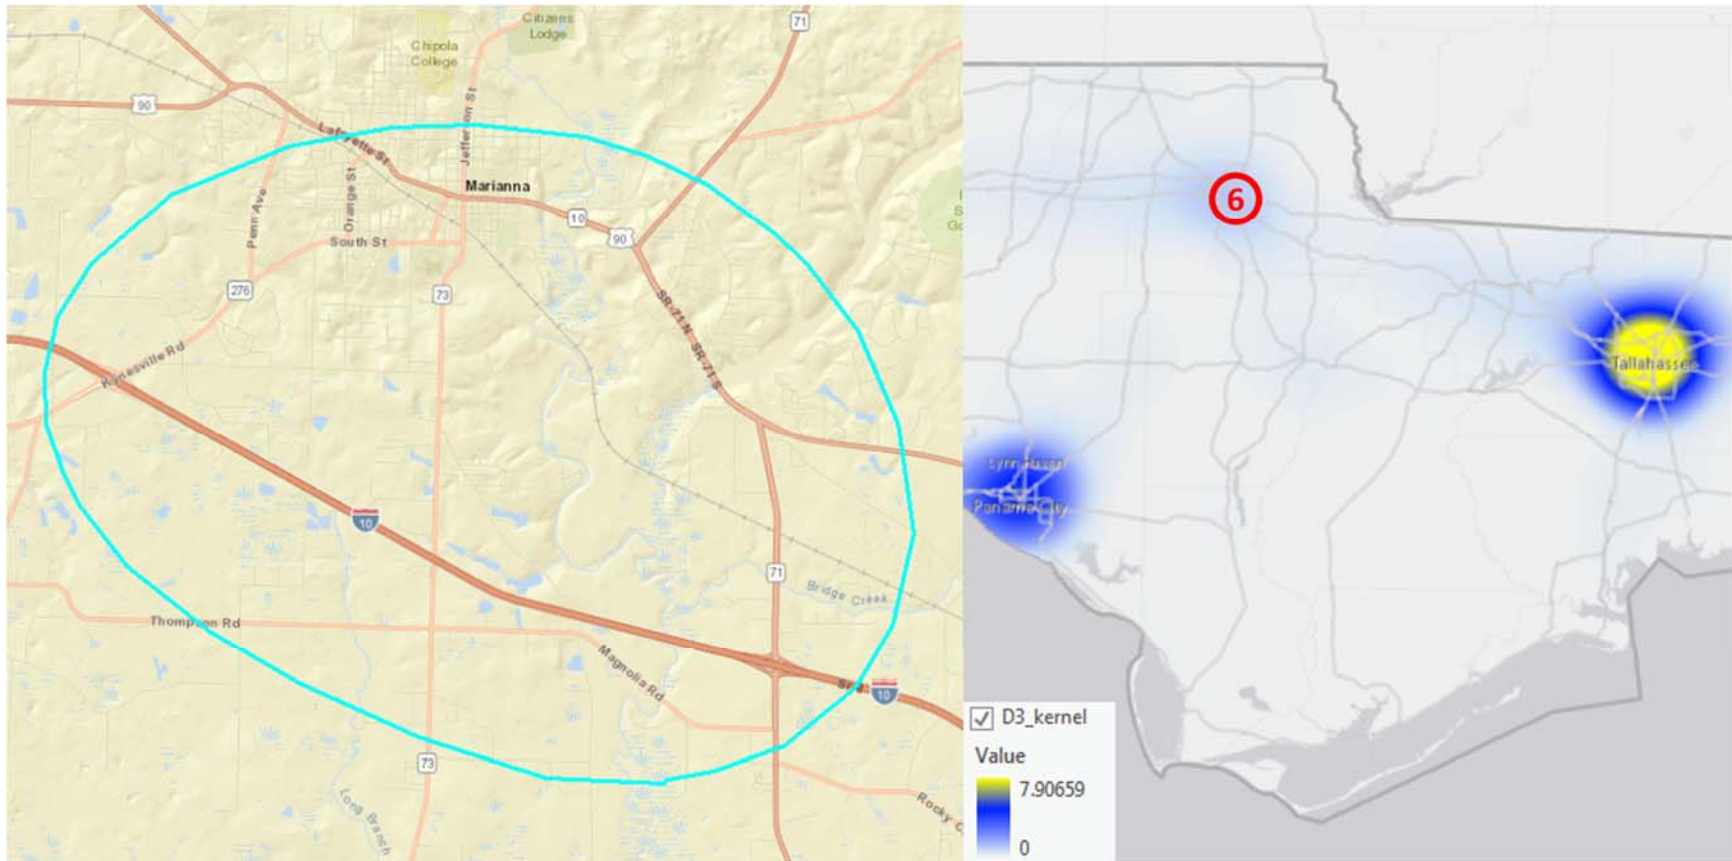 Citizens
Lodge
71
Chipola
College
90
Lafayette St
Jefferson St
Marianna
Orange St
Penn Ave
10
90
South St
276
73
SR-71 N
SR-71 S
Kynesville Rd
10
71
Bridge Creek
Thompson Rd
Magnolia Rd
SR 8
10
73
Long Branch
Rocky C
6
Tallahassee
Lynn Haven
Panama City
D3_kernel
Value
7.90659
0